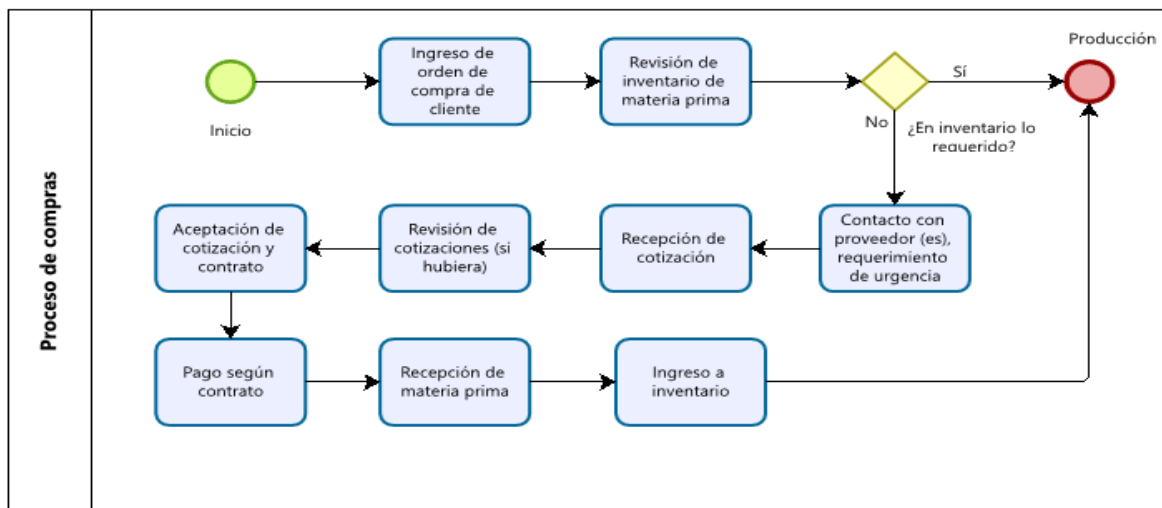 Proceso de compras
Inicio
Ingreso de
orden de
compra de
cliente
Revisión de
inventario de
materia prima
Sí
No
¿En inventario lo
requerido?
Producción
Contacto con
proveedor (es),
requerimiento
de urgencia
Recepción de
cotización
Revisión de
cotizaciones (si
hubiera)
Aceptación de
cotización y
contrato
Pago según
contrato
Recepción de
materia prima
Ingreso a
inventario